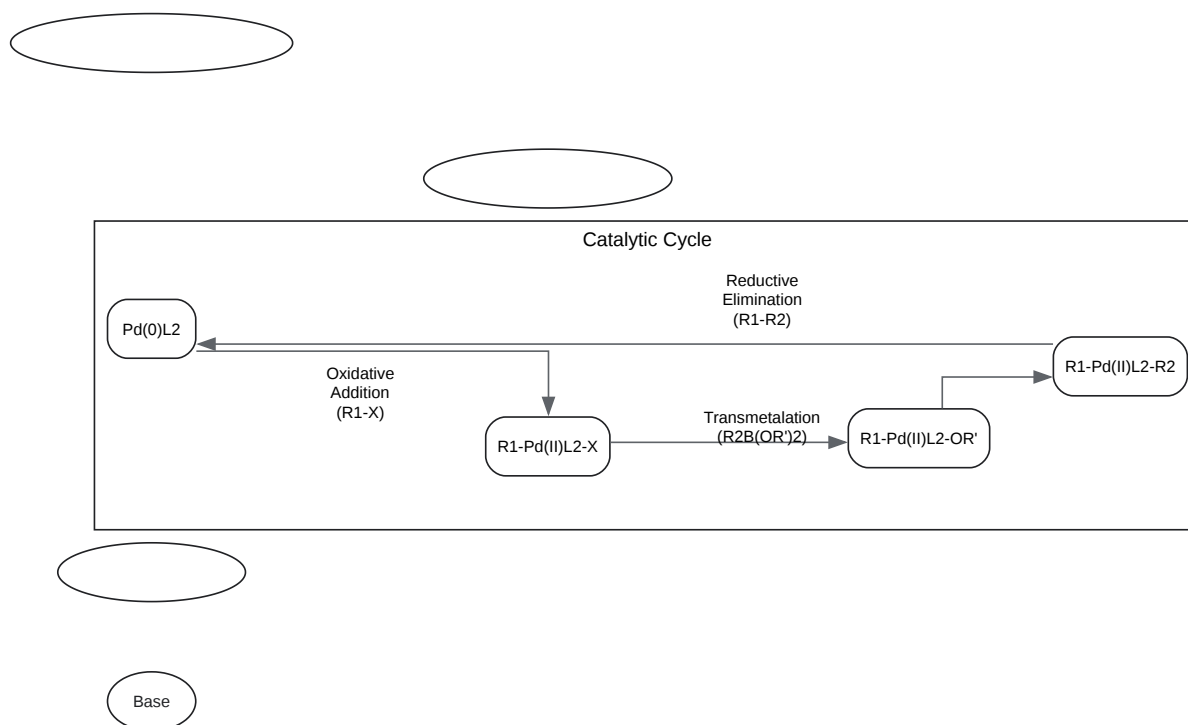 Catalytic Cycle
Reductive
Elimination
(R1-R2)
Pd(0)L2
R1-Pd(II)L2-R2
Oxidative
Addition
(R1-X)
Transmetalation
(R2B(OR')2)
R1-Pd(II)L2-X
R1-Pd(II)L2-OR'
Base